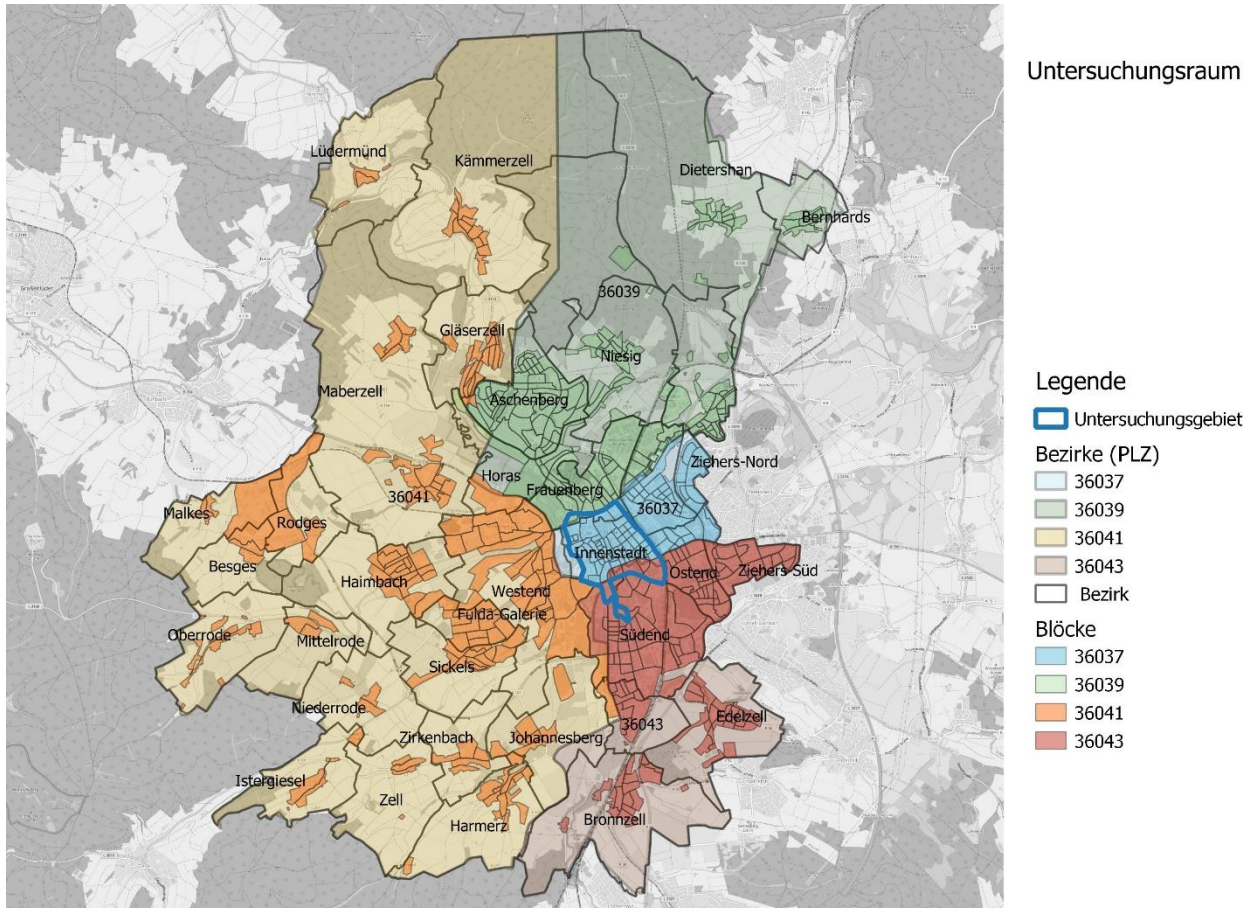 Untersuchungsraum
Lüdermünd
Kämmerzell
Dietershan
Bernhards
36039
Gläserzell
Niesig
Maberzell
Aschenberg
Ziehers-Nord
Horas
Frauenberg
36041
36037
Malkes
Rodges
Innenstadt
Besges
Haimbach
Ostend
Ziehers-Süd
Westend
Fulda-Galerie
Oberrode
Mittelrode
Südend
Sickels
Niederrode
36043
Edelzell
Zirkenbach
Johannesberg
Istergiesel
Zell
Harmerz
Bronnzell
Legende
Untersuchungsgebiet
Bezirke (PLZ)
36037
36039
36041
36043
Bezirk
Blöcke
36037
36039
36041
36043